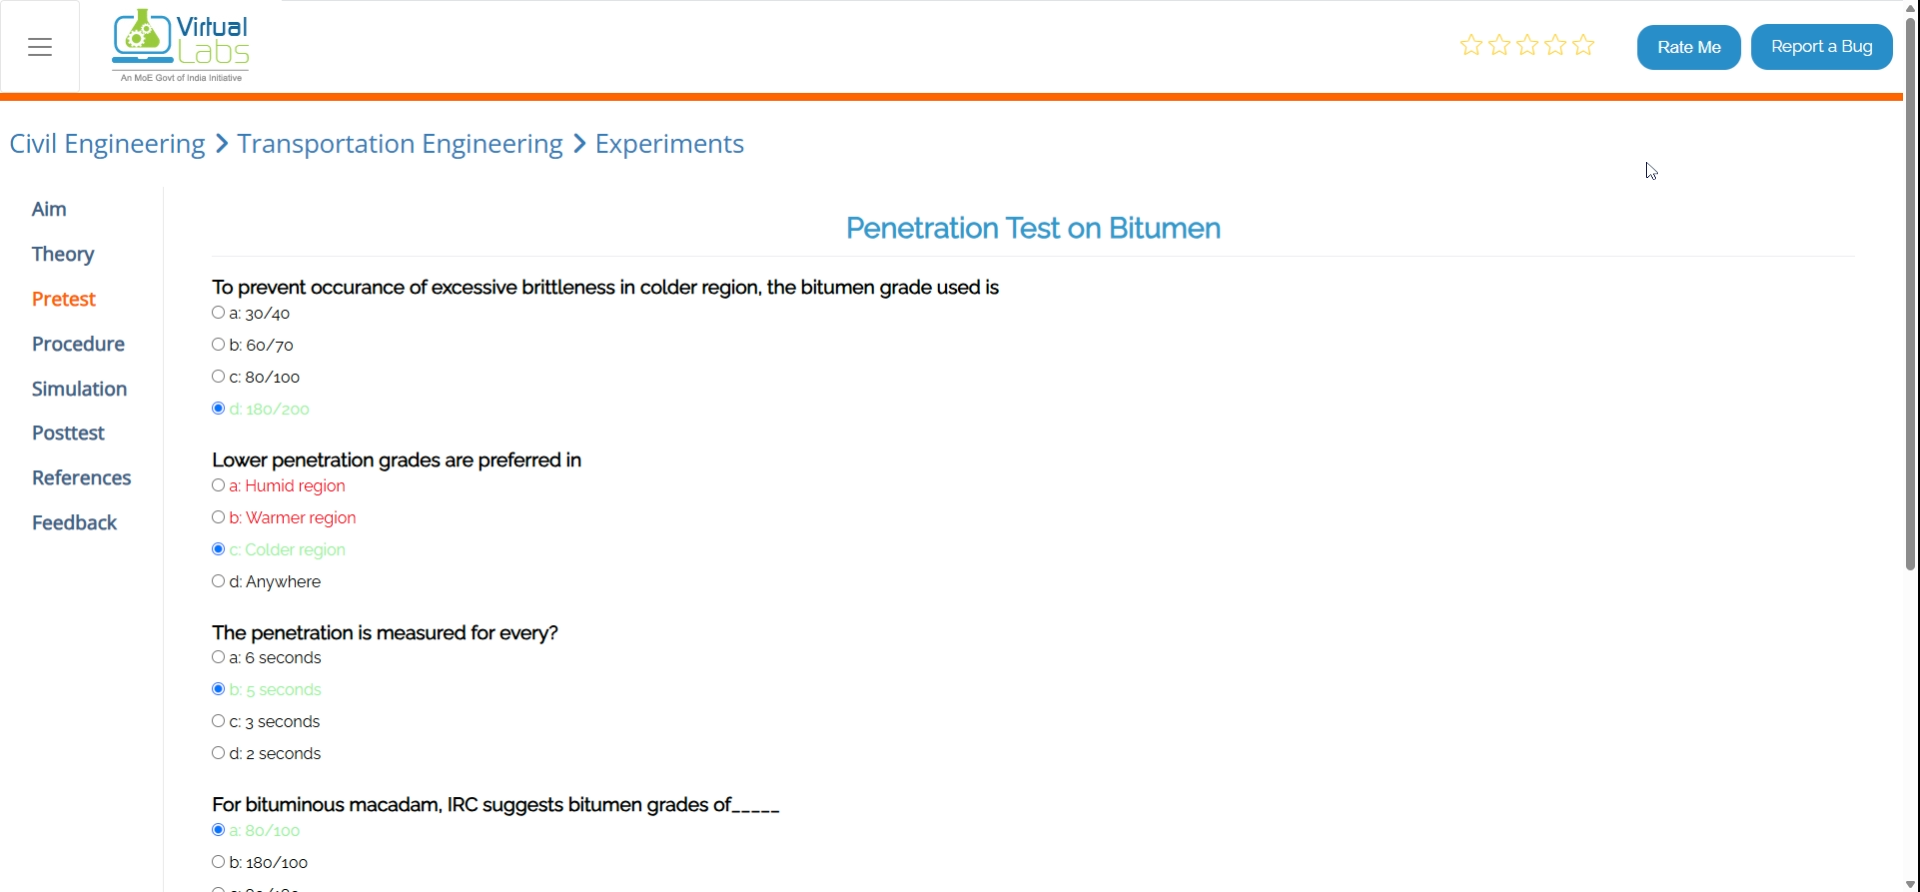 Virtual
Labs
An MoE Govt of India Initiative
Rate Me
Report a Bug
Civil Engineering > Transportation Engineering > Experiments
Aim
Theory
Pretest
Procedure
Simulation
Posttest
References
Feedback
Penetration Test on Bitumen
To prevent occurance of excessive brittleness in colder region, the bitumen grade used is
a: 30/40
b: 60/70
c: 80/100
d: 180/200
Lower penetration grades are preferred in
a: Humid region
b: Warmer region
c: Colder region
d: Anywhere
The penetration is measured for every?
a: 6 seconds
b: 5 seconds
c: 3 seconds
d: 2 seconds
For bituminous macadam, IRC suggests bitumen grades of_____
a: 80/100
b: 180/100